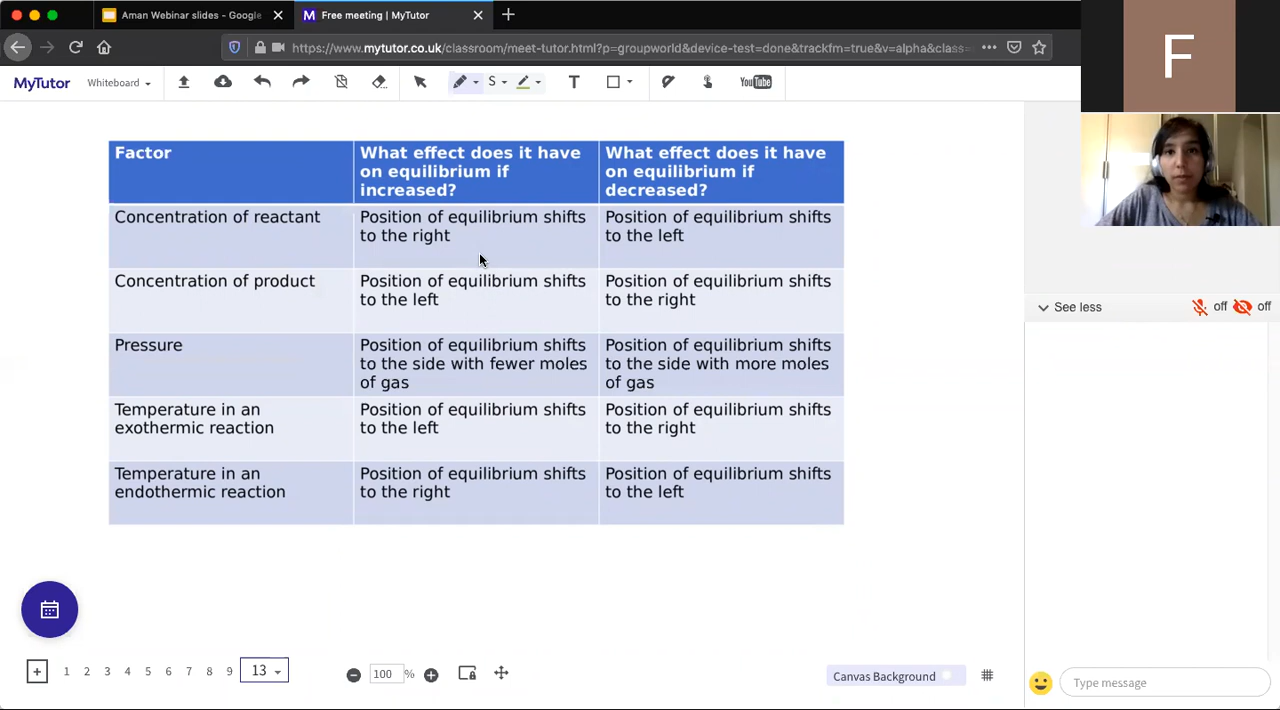 Aman Webinar slides - Google
Free meeting | MyTutor
https://www.mytutor.co.uk/classroom/meet-tutor.html?p=groupworld&device-test=done&trackfm=true&v=alpha&class=
F
MyTutor
Whiteboard
S
T
YouTube
Factor
What effect does it have
on equilibrium if
increased?
What effect does it have
on equilibrium if
decreased?
Concentration of reactant
Position of equilibrium shifts
to the right
Position of equilibrium shifts
to the left
Concentration of product
Position of equilibrium shifts
to the left
Position of equilibrium shifts
to the right
Pressure
Position of equilibrium shifts
to the side with fewer moles
of gas
Position of equilibrium shifts
to the side with more moles
of gas
Temperature in an
exothermic reaction
Position of equilibrium shifts
to the left
Position of equilibrium shifts
to the right
Temperature in an
endothermic reaction
Position of equilibrium shifts
to the right
Position of equilibrium shifts
to the left
See less
off
off
1 2 3 4 5 6 7 8 9 13
100 %
Canvas Background
Type message